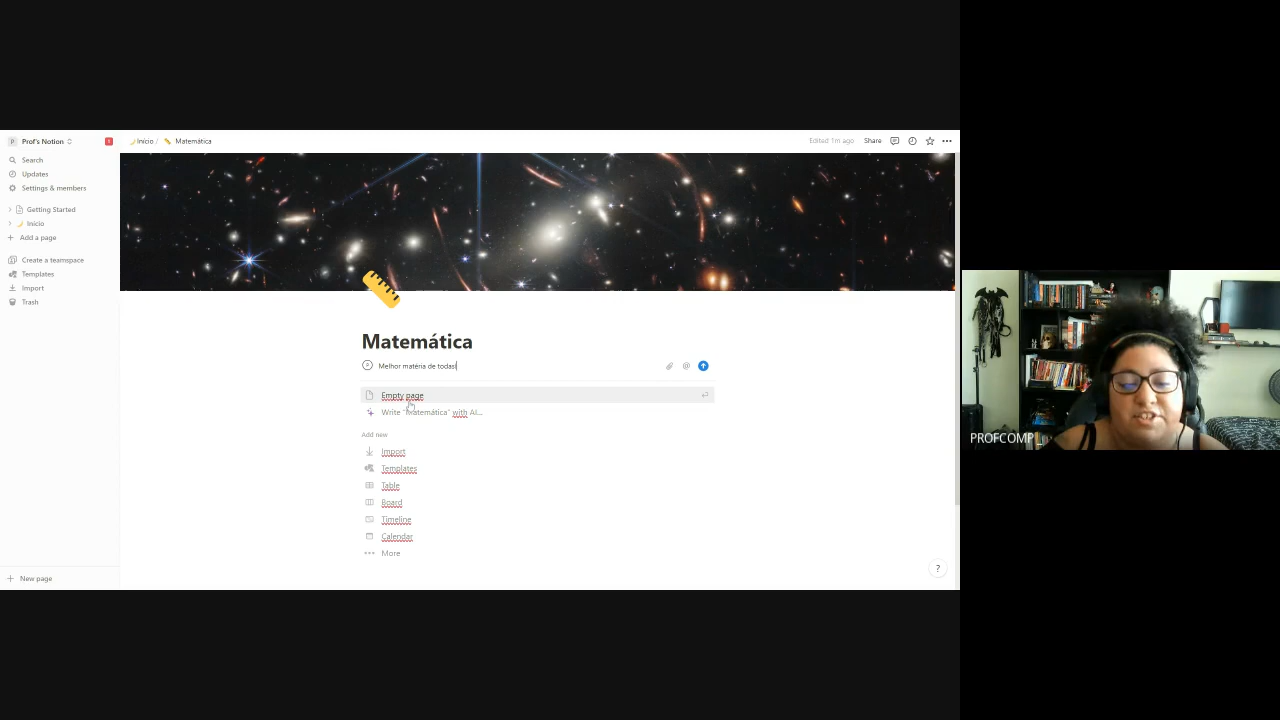 Prof's Notion
Search
Updates
Settings & members
Getting Started
Início
Add a page
Create a teamspace
Templates
Import
Trash
New page
Início / Matemática
Edited 1m ago
Share
Matemática
Melhor matéria de todas!
Empty page
Write "Matemática" with AI...
Add new
Import
Templates
Table
Board
Timeline
Calendar
More
?
PROFCOMP _